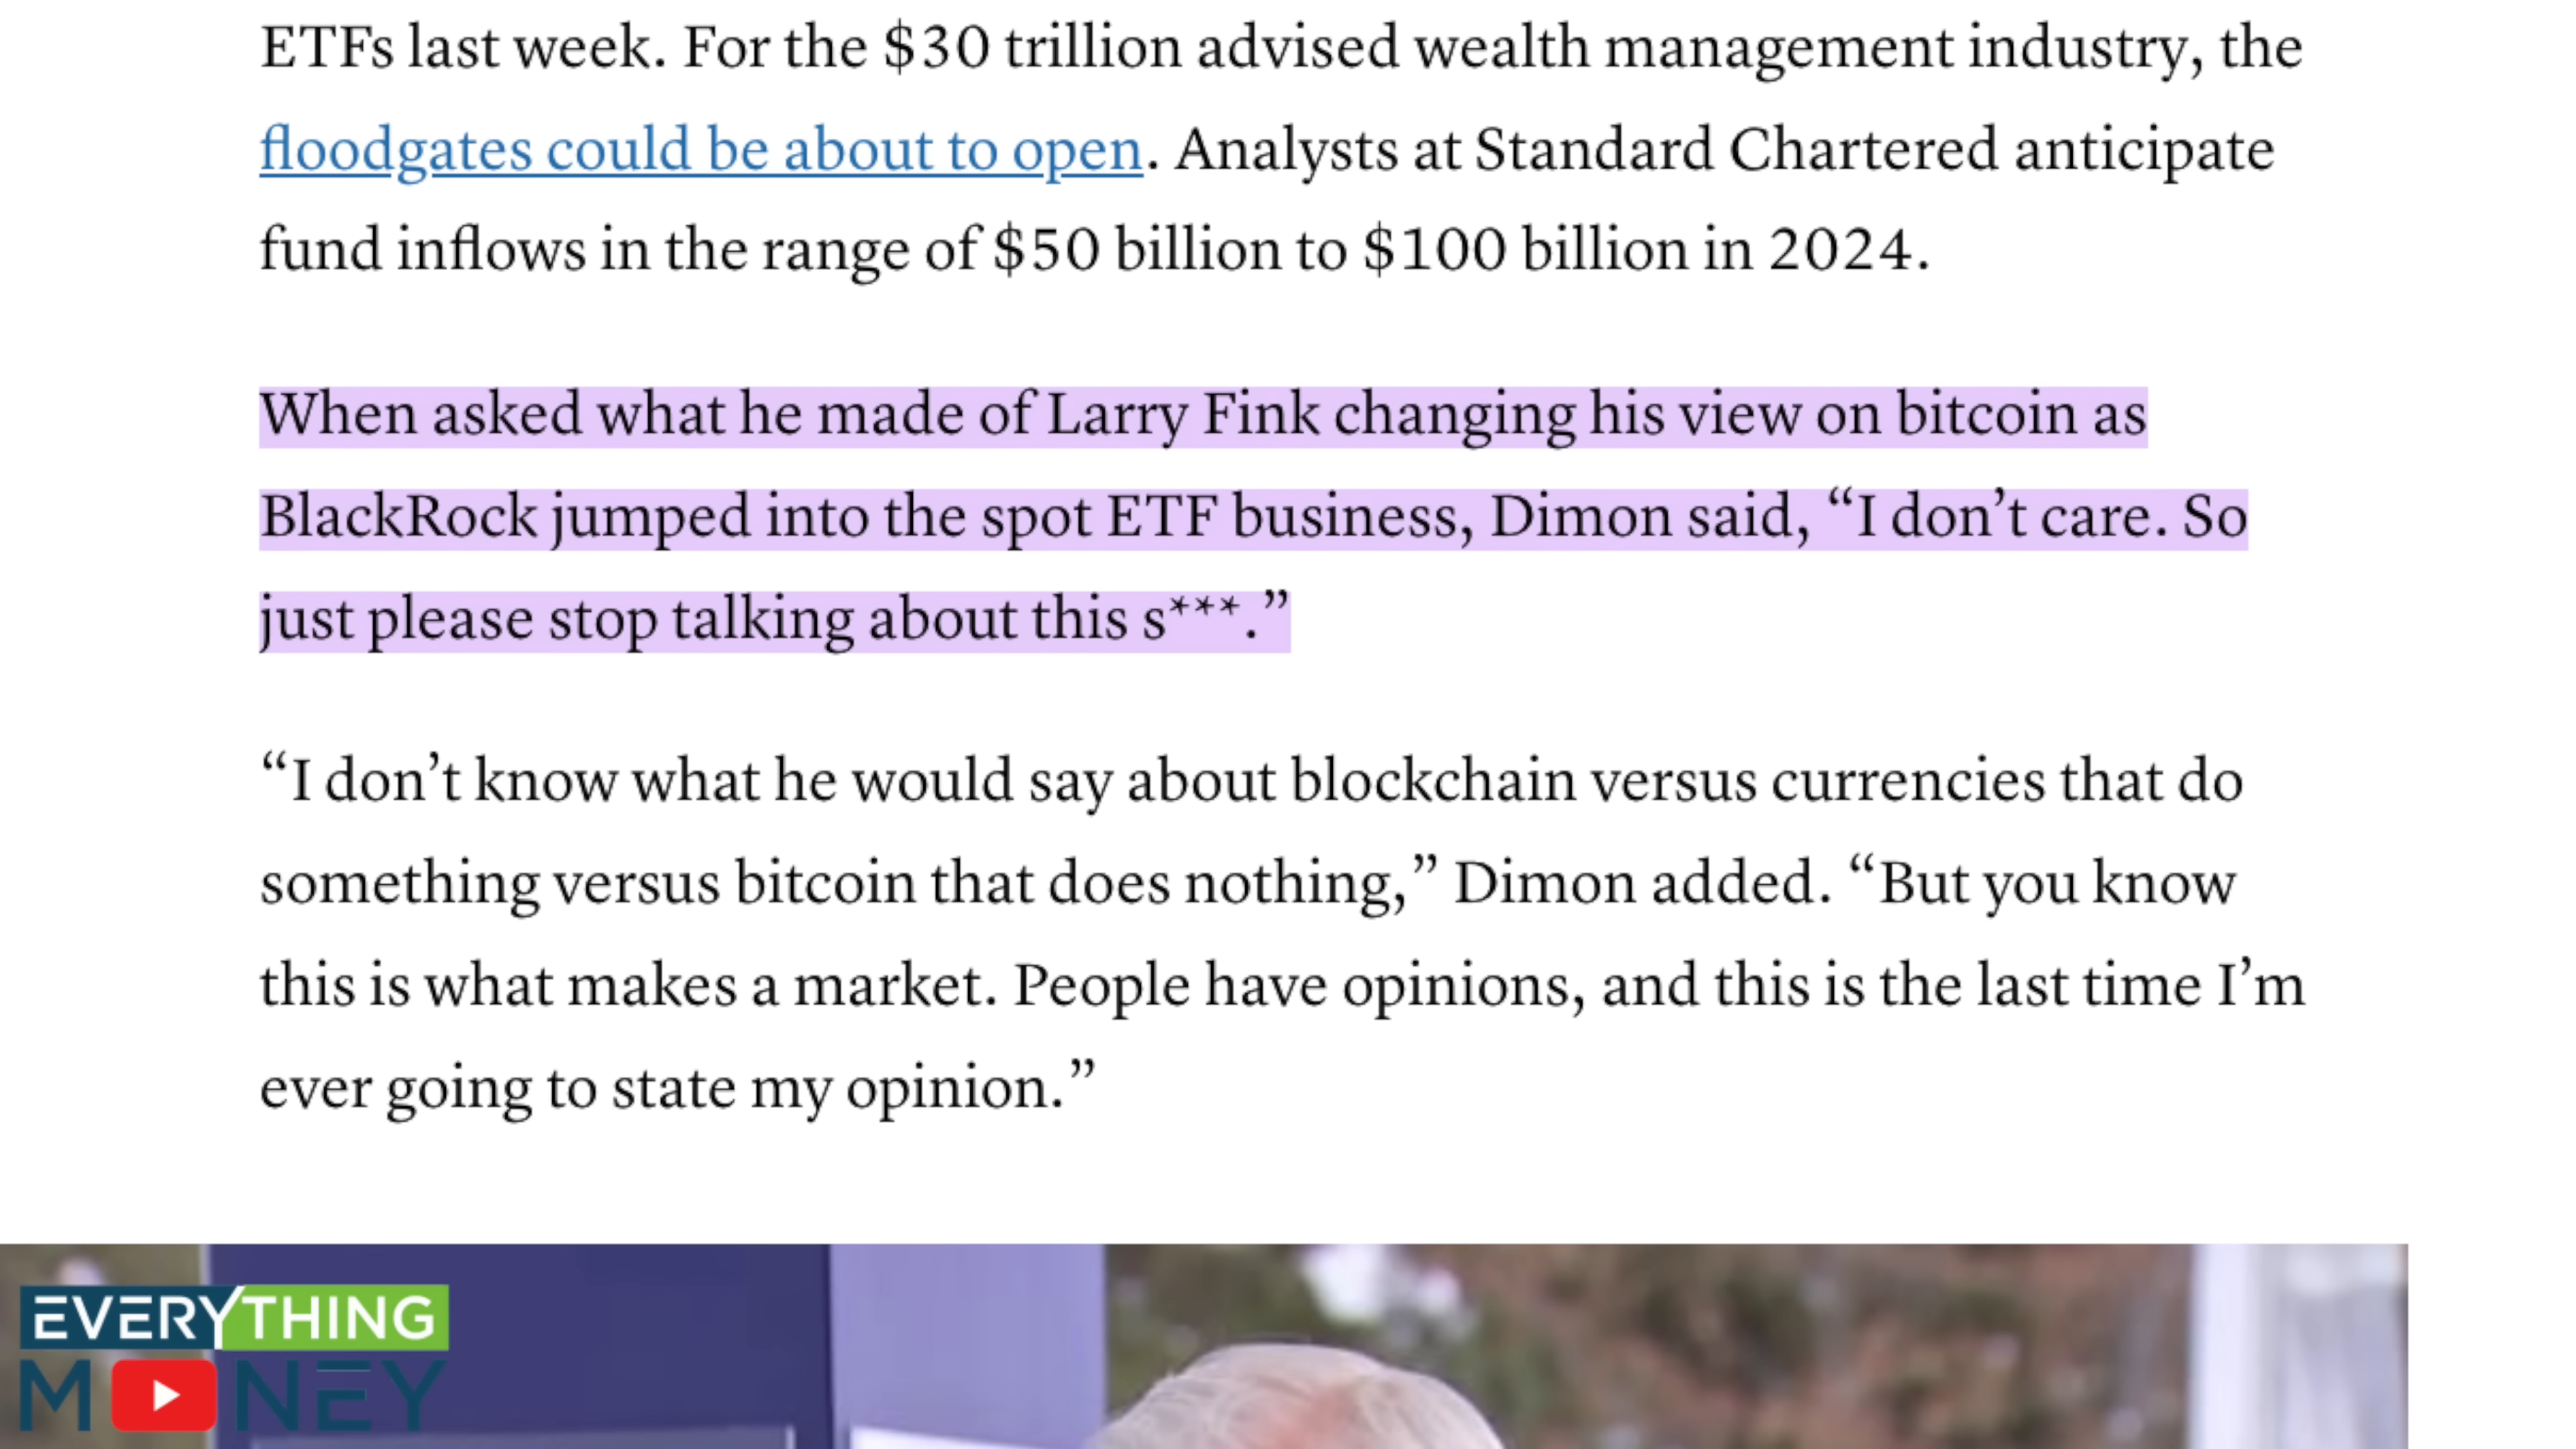 ETFs last week. For the $30 trillion advised wealth management industry, the
floodgates could be about to open. Analysts at Standard Chartered anticipate
fund inflows in the range of $50 billion to $100 billion in 2024.
When asked what he made of Larry Fink changing his view on bitcoin as
BlackRock jumped into the spot ETF business, Dimon said, “I don’t care. So
just please stop talking about this s***.”
“I don’t know what he would say about blockchain versus currencies that do
something versus bitcoin that does nothing,” Dimon added. “But you know
this is what makes a market. People have opinions, and this is the last time I’m
ever going to state my opinion.”
EVERYTHING
MONEY